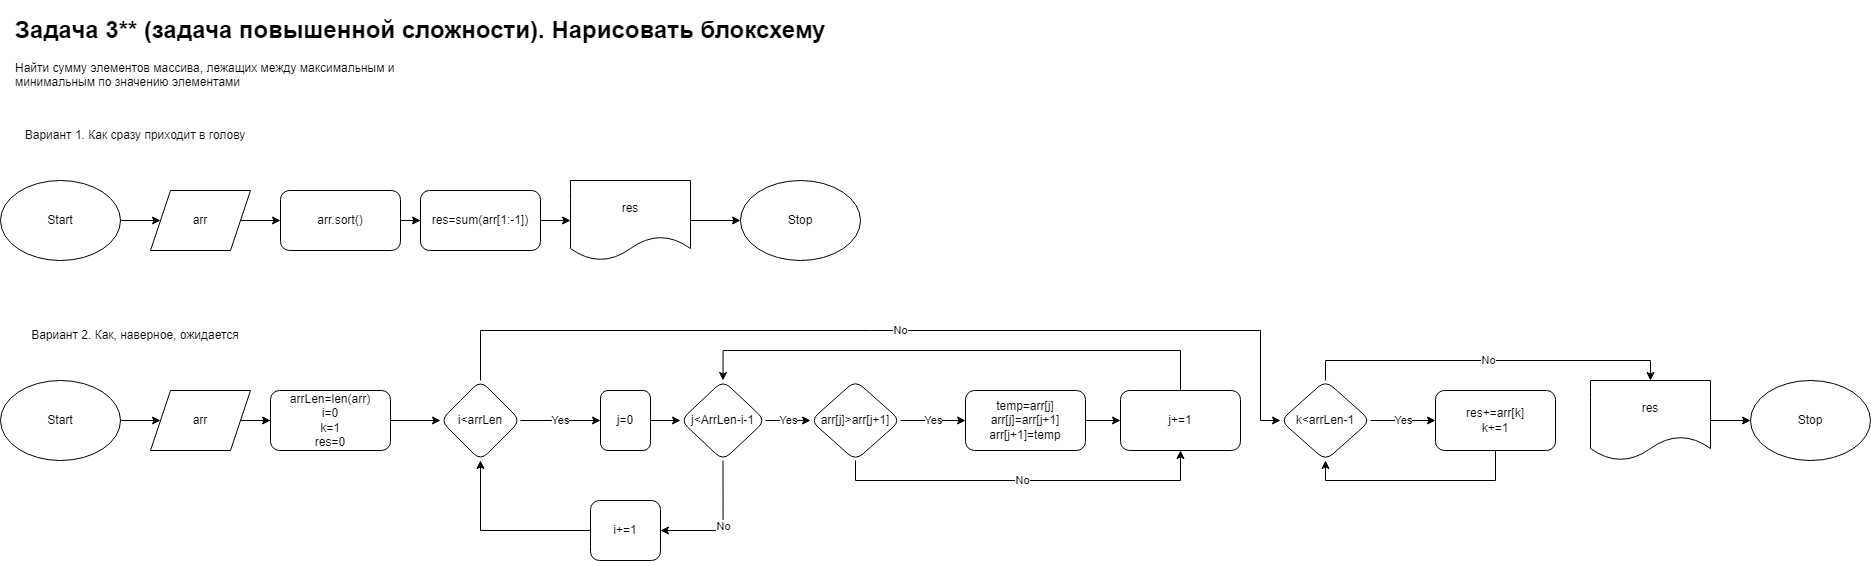 Задача 3** (задача повышенной сложности). Нарисовать блоксхему
Найти сумму элементов массива, лежащих между максимальным и
минимальным по значению элементами
Вариант 1. Как сразу приходит в голову
Start
arr
arr.sort()
res=sum(arr[1:-1])
res
Stop
Вариант 2. Как, наверное, ожидается
Start
arr
arrLen=len(arr)
i=0
k=1
res=0
i<arrLen
No
Yes
j=0
j<ArrLen-i-1
Yes
arr[j]>arr[j+1]
Yes
temp=arr[j]
arr[j]=arr[j+1]
arr[j+1]=temp
j+=1
No
No
i+=1
k<arrLen-1
No
Yes
res+=arr[k]
k+=1
res
Stop